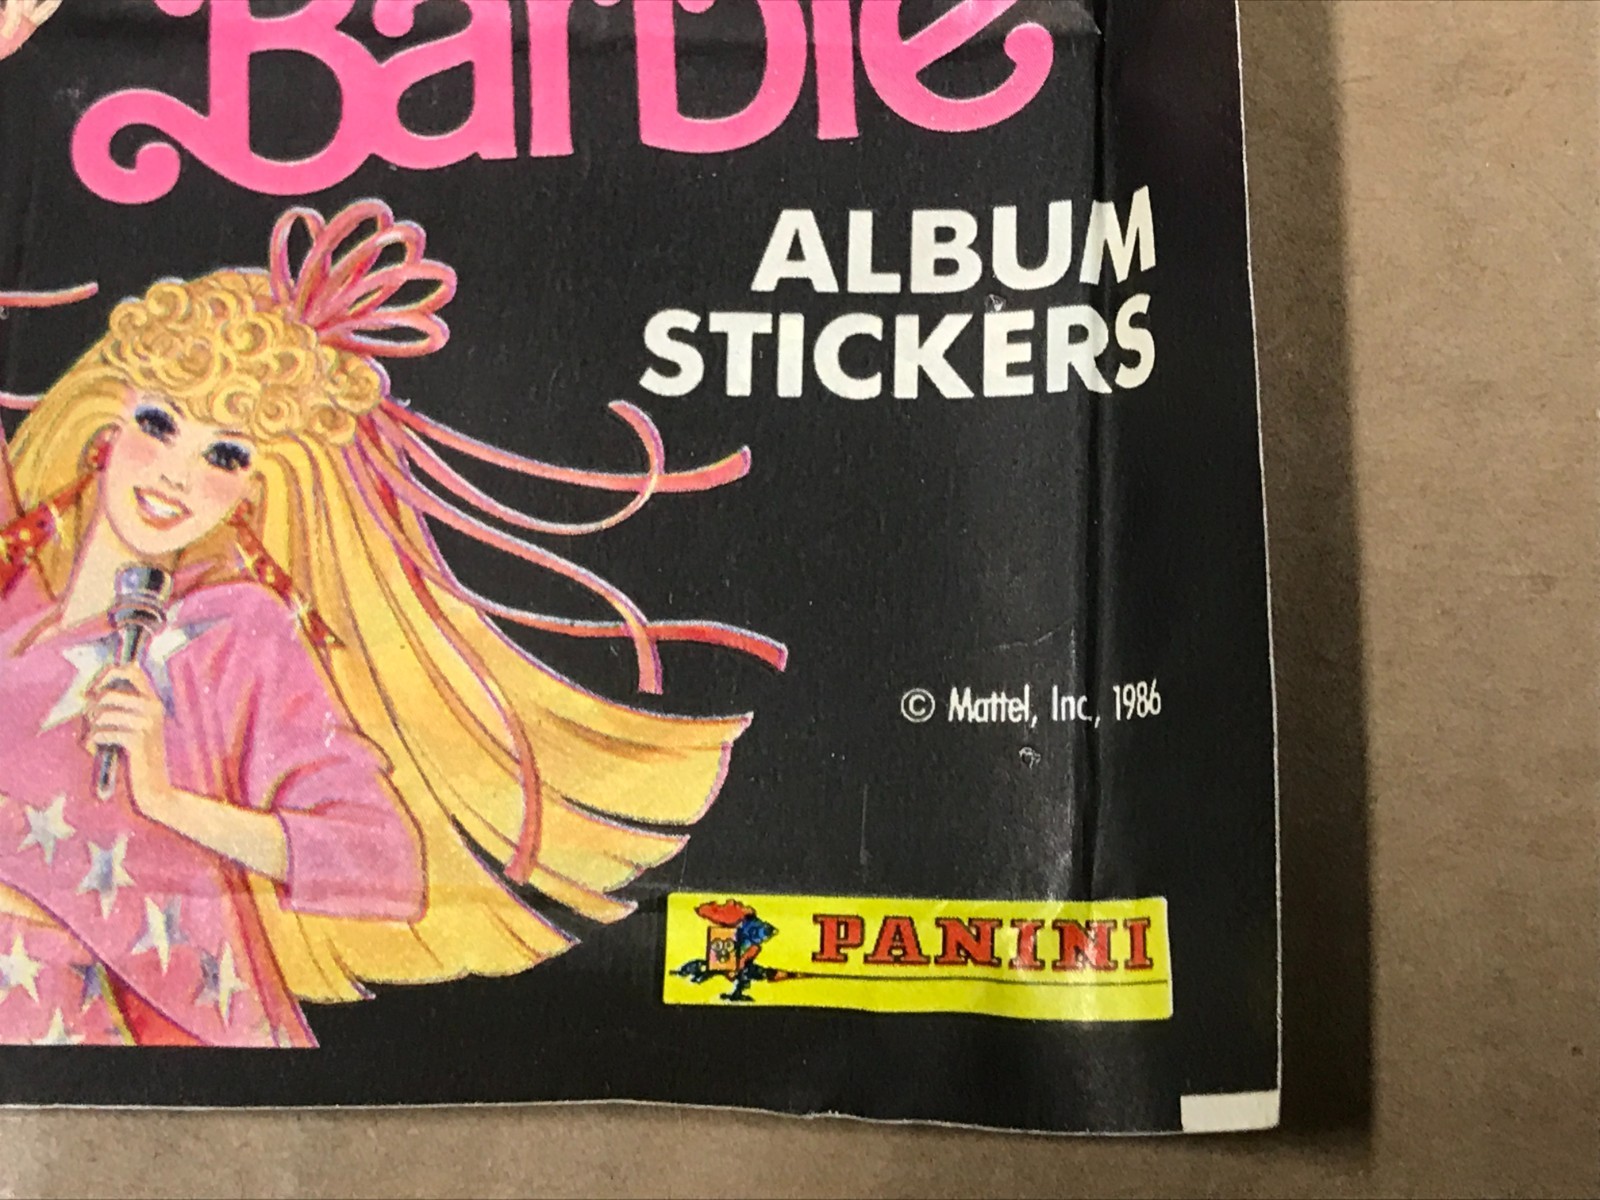 Barbie
ALBUM
STICKERS
© Mattel, Inc., 1986
PANINI